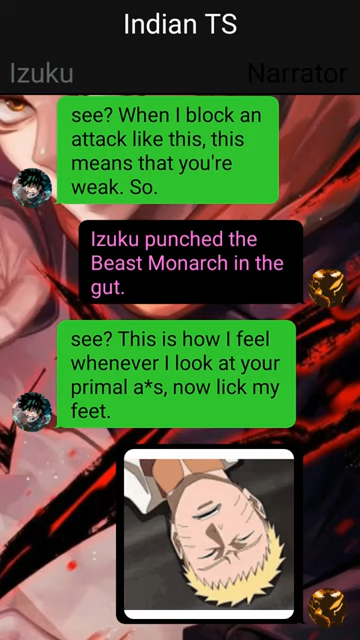 Indian TS
Izuku
Narrator
see? When I block an
attack like this, this
means that you're
weak. So.
Izuku punched the
Beast Monarch in the
gut.
see? This is how I feel
whenever I look at your
primal a*s, now lick my
feet.